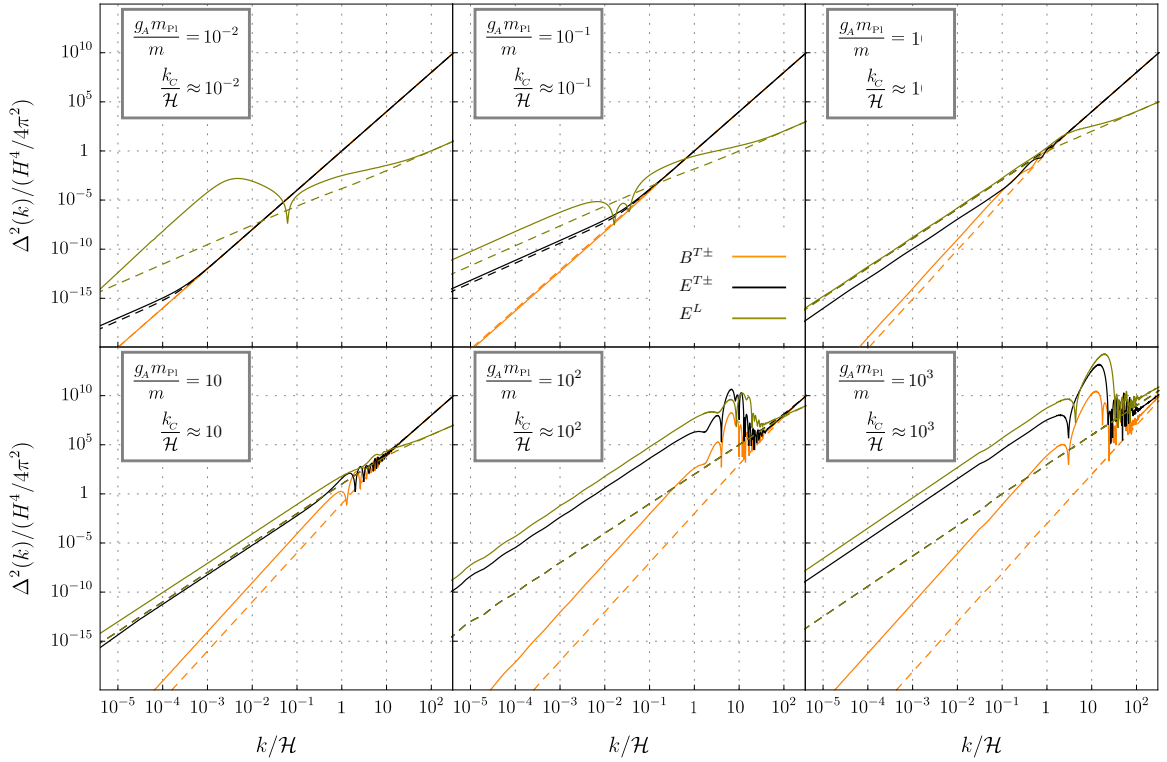 g_A m_Pl / m = 10^-2
k_C / ℋ ≈ 10^-2
g_A m_Pl / m = 10^-1
k_C / ℋ ≈ 10^-1
g_A m_Pl / m = 1
k_C / ℋ ≈ 1
10^10
10^5
1
10^-5
10^-10
10^-15
Δ^2(k)/(H^4/4π^2)
B^T±
E^T±
E^L
g_A m_Pl / m = 10
k_C / ℋ ≈ 10
g_A m_Pl / m = 10^2
k_C / ℋ ≈ 10^2
g_A m_Pl / m = 10^3
k_C / ℋ ≈ 10^3
10^10
10^5
1
10^-5
10^-10
10^-15
Δ^2(k)/(H^4/4π^2)
10^-5 10^-4 10^-3 10^-2 10^-1 1 10 10^2
10^-5 10^-4 10^-3 10^-2 10^-1 1 10 10^2
10^-5 10^-4 10^-3 10^-2 10^-1 1 10 10^2
k/ℋ
k/ℋ
k/ℋ